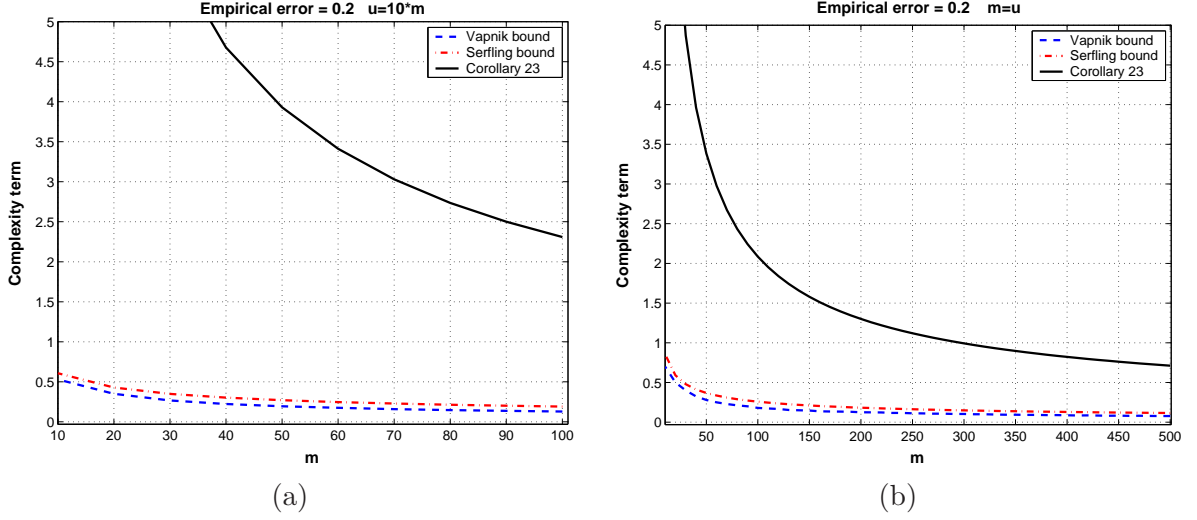 Empirical error = 0.2 u=10*m
5
4.5
4
3.5
3
2.5
2
1.5
1
0.5
0
Complexity term
Vapnik bound
Serfling bound
Corollary 23
10 20 30 40 50 60 70 80 90 100
m
(a)
Empirical error = 0.2 m=u
5
4.5
4
3.5
3
2.5
2
1.5
1
0.5
0
Complexity term
Vapnik bound
Serfling bound
Corollary 23
50 100 150 200 250 300 350 400 450 500
m
(b)